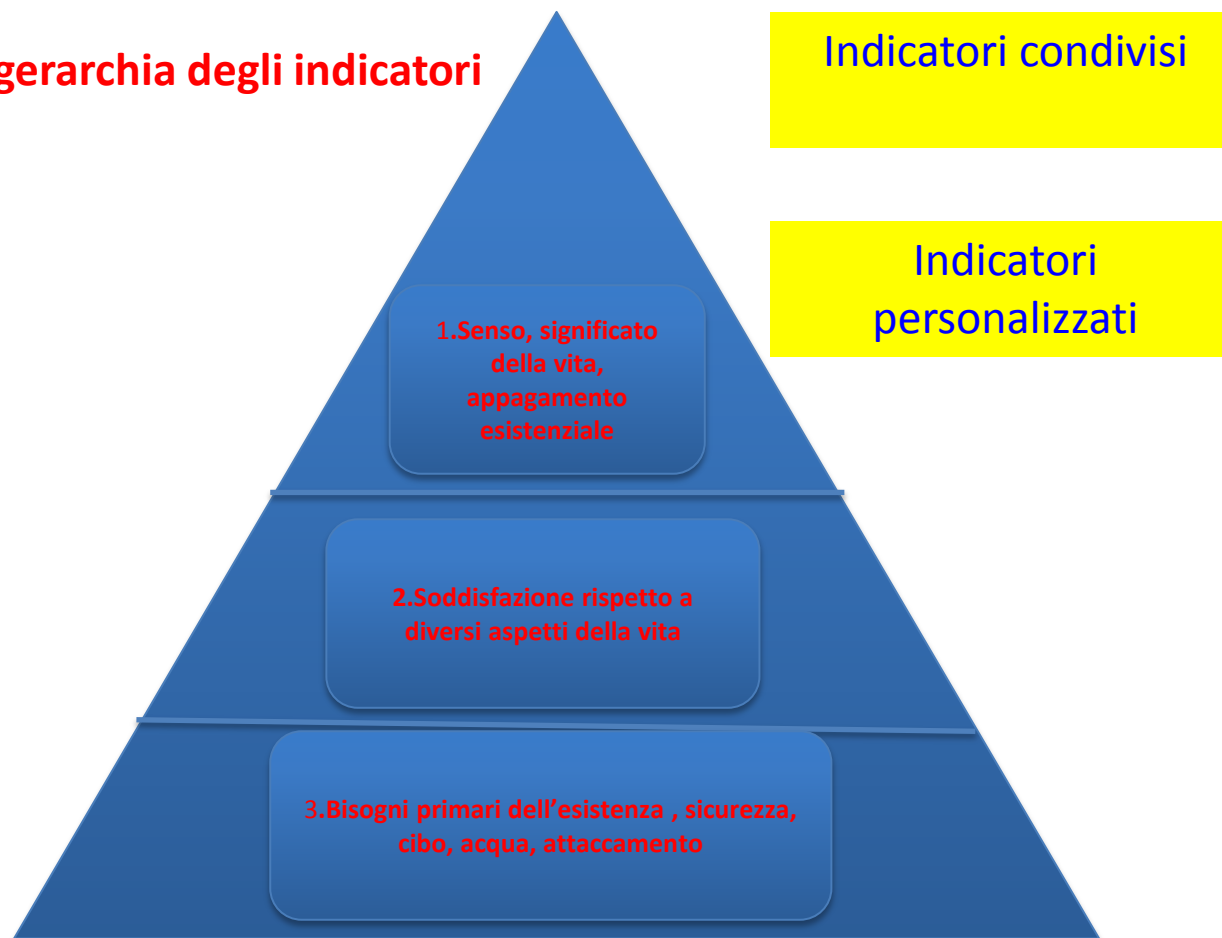 gerarchia degli indicatori
Indicatori condivisi
Indicatori
personalizzati
1.Senso, significato
della vita,
appagamento
esistenziale
2.Soddisfazione rispetto a
diversi aspetti della vita
3.Bisogni primari dell’esistenza , sicurezza,
cibo, acqua, attaccamento